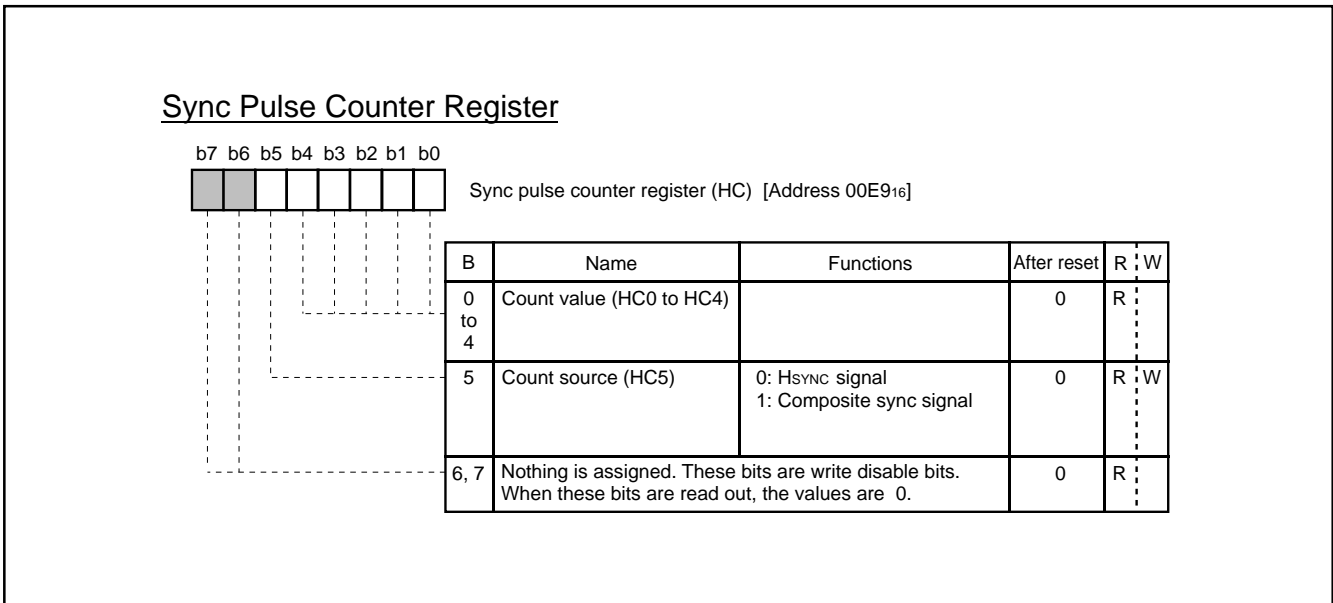 Sync Pulse Counter Register
b7 b6 b5 b4 b3 b2 b1 b0
Sync pulse counter register (HC) [Address 00E916]
B Name Functions After reset R W
0 to 4 Count value (HC0 to HC4) 0 R
5 Count source (HC5) 0: HSYNC signal 0 R W
1: Composite sync signal
6, 7 Nothing is assigned. These bits are write disable bits. 0 R
When these bits are read out, the values are 0.